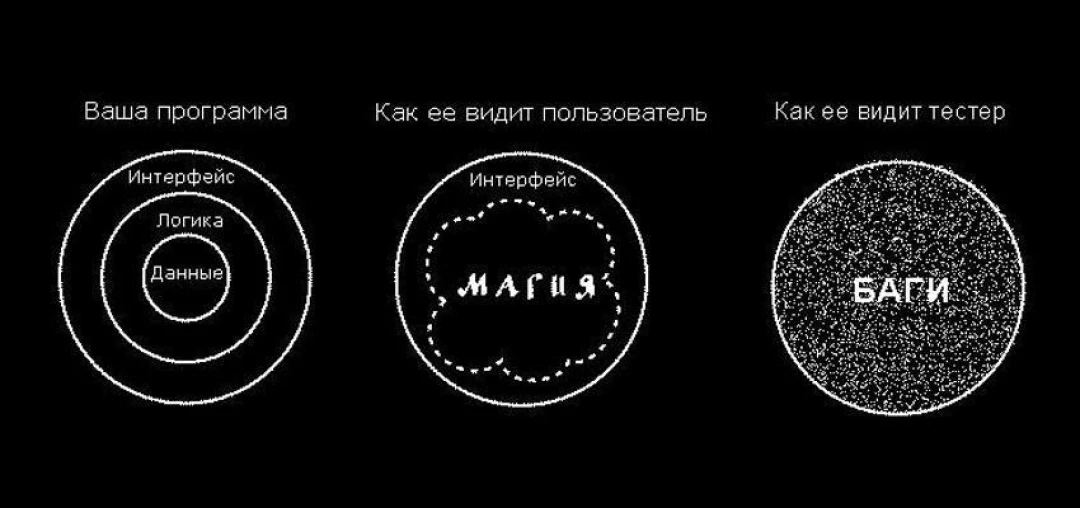 Ваша программа
Интерфейс
Логика
Данные
Как ее видит пользователь
Интерфейс
МАГИЯ
Как ее видит тестер
БАГИ